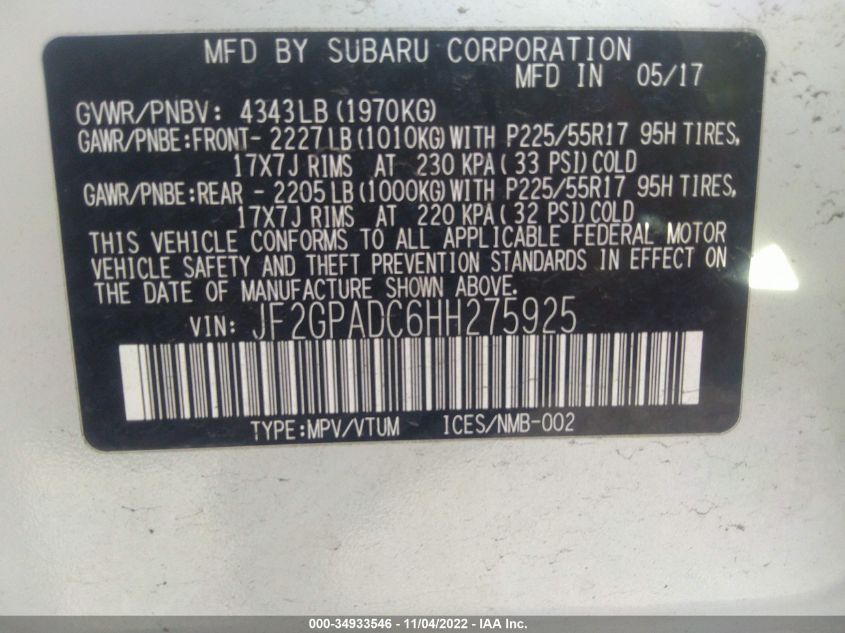 MFD BY SUBARU CORPORATION
MFD IN 05/17
GVWR/PNBV: 4343LB (1970KG)
GAWR/PNBE:FRONT- 2227LB(1010KG)WITH P225/55R17 95H TIRES,
17X7J RIMS AT 230 KPA( 33 PSI)COLD
GAWR/PNBE:REAR - 2205LB(1000KG)WITH P225/55R17 95H TIRES,
17X7J RIMS AT 220 KPA( 32 PSI)COLD
THIS VEHICLE CONFORMS TO ALL APPLICABLE FEDERAL MOTOR
VEHICLE SAFETY AND THEFT PREVENTION STANDARDS IN EFFECT ON
THE DATE OF MANUFACTURE SHOWN ABOVE.
VIN: JF2GPADC6HH275925
TYPE:MPV/VTUM ICES/NMB-002
000-34933546 - 11/04/2022 - IAA Inc.